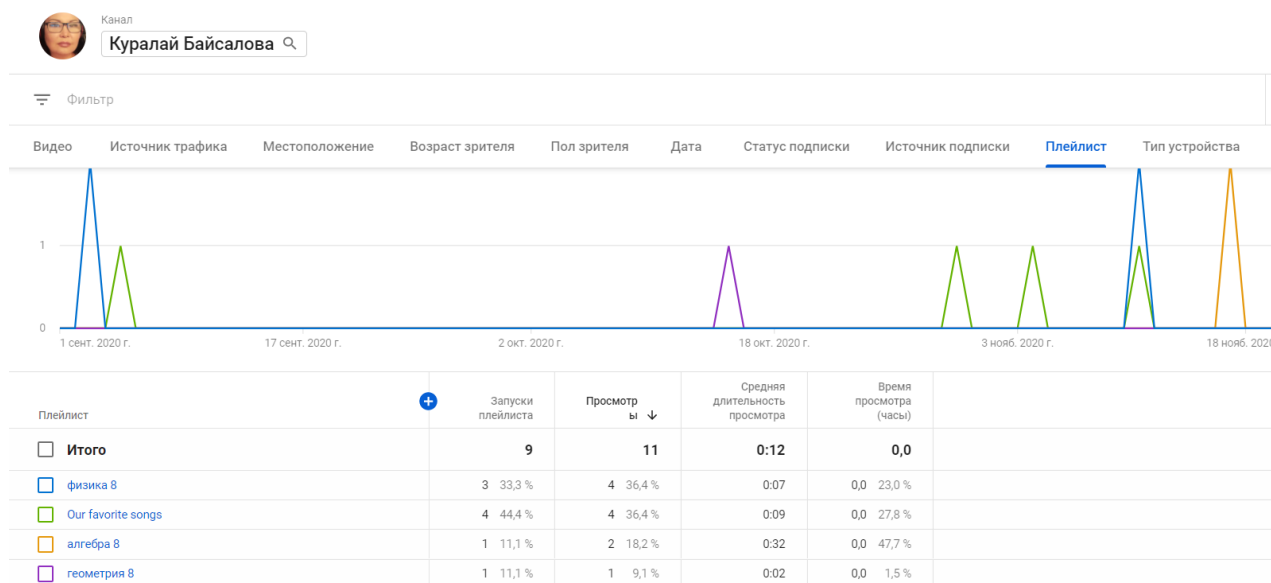 Канал
Куралай Байсалова
Фильтр
Видео Источник трафика Местоположение Возраст зрителя Пол зрителя Дата Статус подписки Источник подписки Плейлист Тип устройства
1
0
1 сент. 2020 г. 17 сент. 2020 г. 2 окт. 2020 г. 18 окт. 2020 г. 3 нояб. 2020 г. 18 нояб. 2020
Плейлист
Запуски
плейлиста
Просмотр
ы ↓
Средняя
длительность
просмотра
Время
просмотра
(часы)
Итого 9 11 0:12 0,0
физика 8 3 33,3 % 4 36,4 % 0:07 0,0 23,0 %
Our favorite songs 4 44,4 % 4 36,4 % 0:09 0,0 27,8 %
алгебра 8 1 11,1 % 2 18,2 % 0:32 0,0 47,7 %
геометрия 8 1 11,1 % 1 9,1 % 0:02 0,0 1,5 %